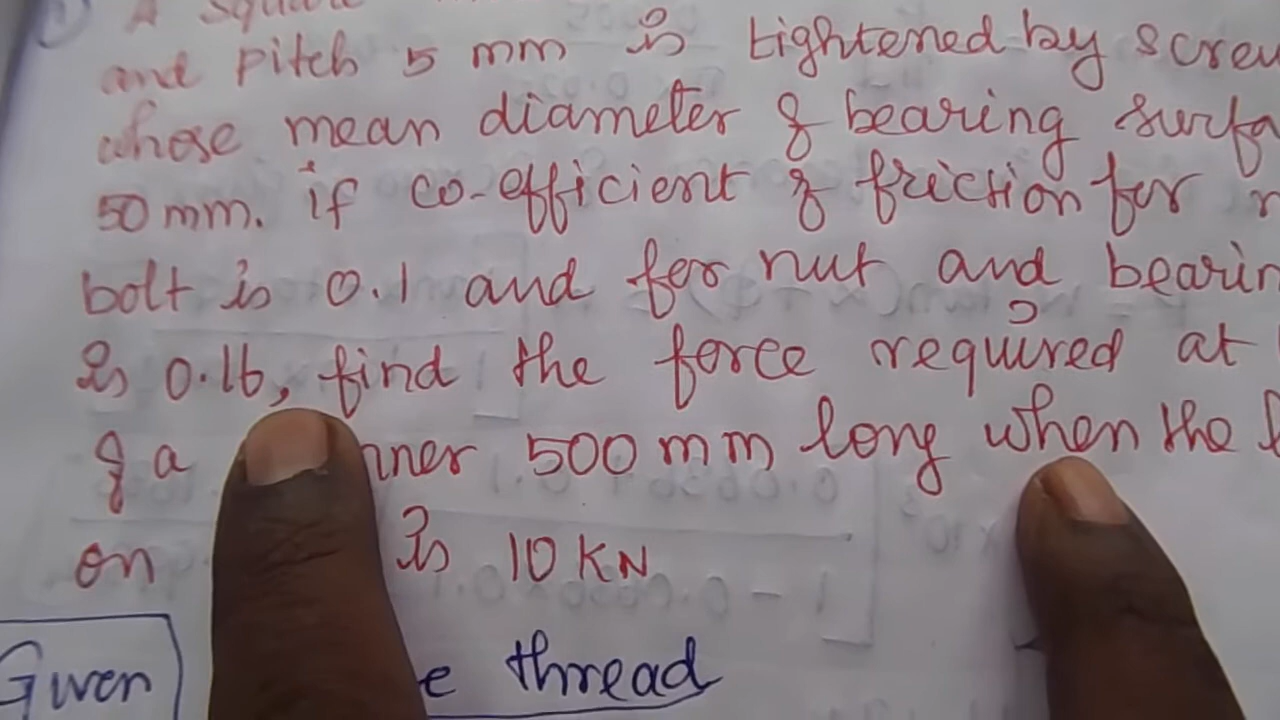 A Square
and pitch 5 mm is tightened by screw
whose mean diameter of bearing surfa
50 mm. if co-efficient of friction for
bolt is 0.1 and for nut and bearin
is 0.16, find the force required at
of a nner 500 mm long when the
on is 10 KN
Given e thread